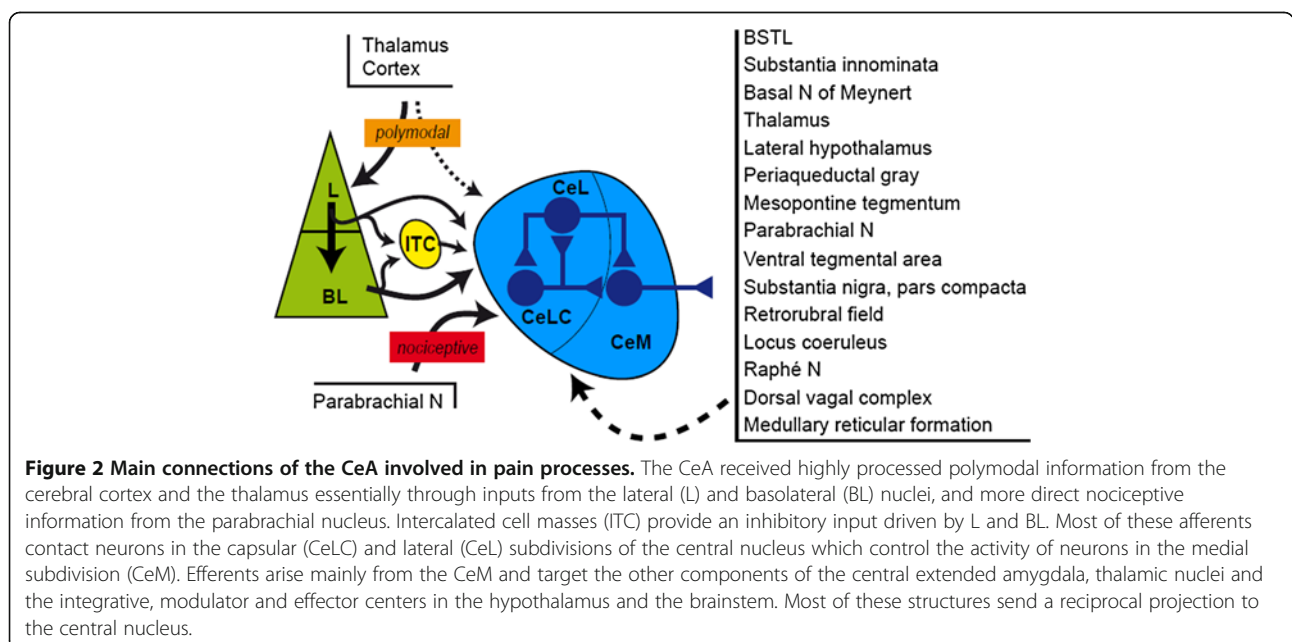 Thalamus
Cortex
polymodal
L
BL
ITC
CeL
CeLC
CeM
nociceptive
Parabrachial N
BSTL
Substantia innominata
Basal N of Meynert
Thalamus
Lateral hypothalamus
Periaqueductal gray
Mesopontine tegmentum
Parabrachial N
Ventral tegmental area
Substantia nigra, pars compacta
Retrorubral field
Locus coeruleus
Raphé N
Dorsal vagal complex
Medullary reticular formation
Figure 2 Main connections of the CeA involved in pain processes. The CeA received highly processed polymodal information from the
cerebral cortex and the thalamus essentially through inputs from the lateral (L) and basolateral (BL) nuclei, and more direct nociceptive
information from the parabrachial nucleus. Intercalated cell masses (ITC) provide an inhibitory input driven by L and BL. Most of these afferents
contact neurons in the capsular (CeLC) and lateral (CeL) subdivisions of the central nucleus which control the activity of neurons in the medial
subdivision (CeM). Efferents arise mainly from the CeM and target the other components of the central extended amygdala, thalamic nuclei and
the integrative, modulator and effector centers in the hypothalamus and the brainstem. Most of these structures send a reciprocal projection to
the central nucleus.